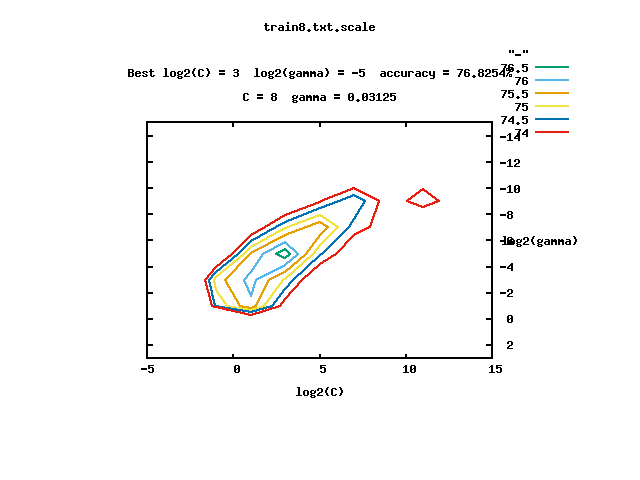 train8.txt.scale
"-"
76.5
Best log2(C) = 3  log2(gamma) = -5  accuracy = 76.8254%
76
75.5
C = 8  gamma = 0.03125
75
74.5
74
-14
-12
-10
-8
-6
log2(gamma)
-4
-2
0
2
-5 0 5 10 15
log2(C)